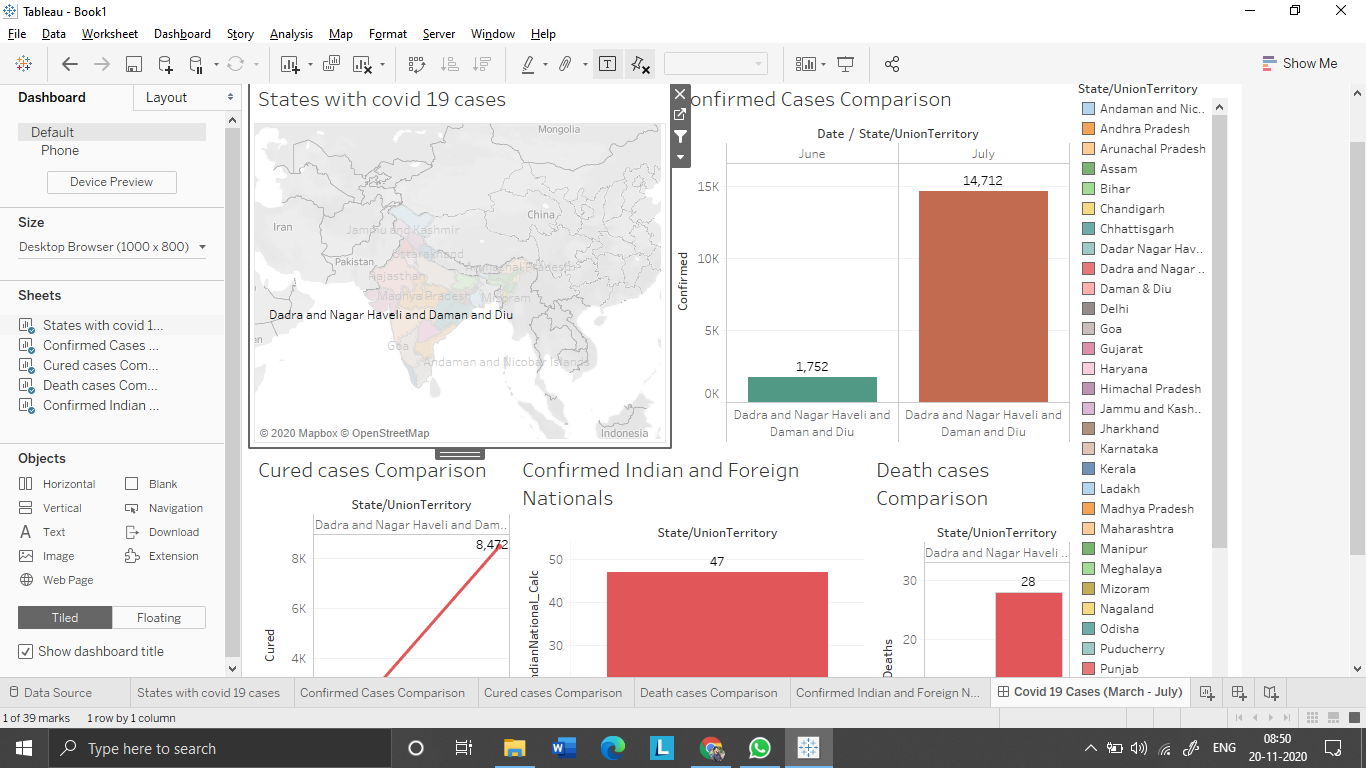 Tableau - Book1
File Data Worksheet Dashboard Story Analysis Map Format Server Window Help
Show Me
Dashboard Layout
Default
Phone
Device Preview
Size
Desktop Browser (1000 x 800)
Sheets
States with covid 1...
Confirmed Cases ...
Cured cases Com...
Death cases Com...
Confirmed Indian ...
Objects
Horizontal Blank
Vertical Navigation
Text Download
Image Extension
Web Page
Tiled Floating
Show dashboard title
States with covid 19 cases
Mongolia
China
Iran
Jammu and Kashmir
Uttarakhand
Pakistan
Arunachal Pradesh
Rajasthan
Madhya Pradesh
Mizoram
Dadra and Nagar Haveli and Daman and Diu
Goa
Andaman and Nicobar Islands
© 2020 Mapbox © OpenStreetMap
Indonesia
onfirmed Cases Comparison
Date / State/UnionTerritory
June July
15K
10K
5K
0K
Confirmed
1,752
14,712
Dadra and Nagar Haveli and Daman and Diu
Dadra and Nagar Haveli and Daman and Diu
State/UnionTerritory
Andaman and Nic..
Andhra Pradesh
Arunachal Pradesh
Assam
Bihar
Chandigarh
Chhattisgarh
Dadar Nagar Hav..
Dadra and Nagar ..
Daman & Diu
Delhi
Goa
Gujarat
Haryana
Himachal Pradesh
Jammu and Kash..
Jharkhand
Karnataka
Kerala
Ladakh
Madhya Pradesh
Maharashtra
Manipur
Meghalaya
Mizoram
Nagaland
Odisha
Puducherry
Punjab
Cured cases Comparison
State/UnionTerritory
Dadra and Nagar Haveli and Dam..
8,472
8K
6K
4K
Cured
Confirmed Indian and Foreign
Nationals
State/UnionTerritory
47
50
40
30
ndianNational_Calc
Death cases
Comparison
State/UnionTerritory
Dadra and Nagar Haveli ..
28
30
20
Deaths
Data Source States with covid 19 cases Confirmed Cases Comparison Cured cases Comparison Death cases Comparison Confirmed Indian and Foreign N... Covid 19 Cases (March - July)
1 of 39 marks 1 row by 1 column
Type here to search
ENG
08:50
20-11-2020